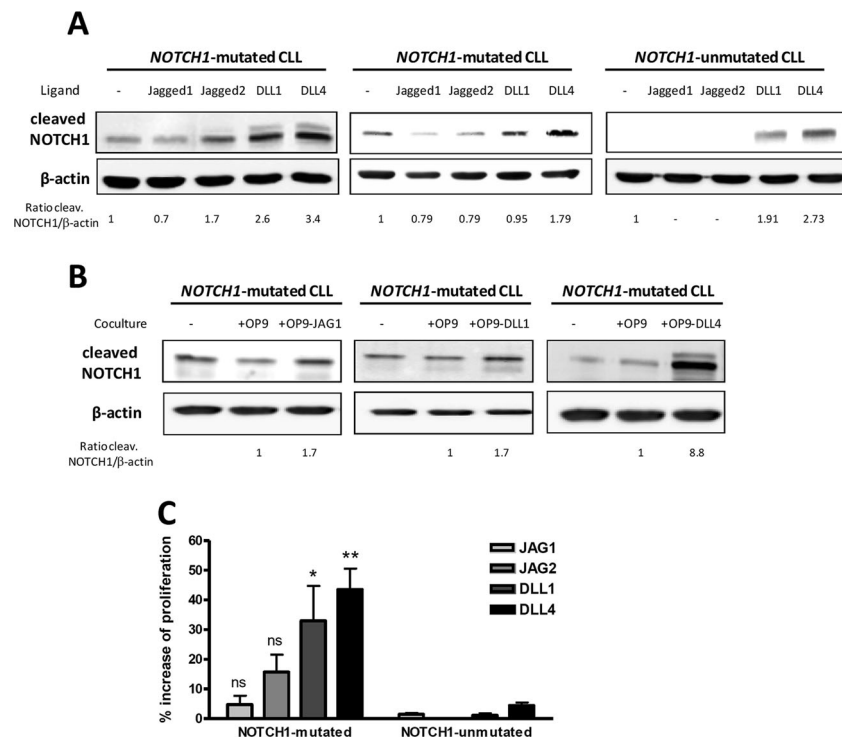 A
NOTCH1-mutated CLL NOTCH1-mutated CLL NOTCH1-unmutated CLL
Ligand - Jagged1 Jagged2 DLL1 DLL4 - Jagged1 Jagged2 DLL1 DLL4 - Jagged1 Jagged2 DLL1 DLL4
cleaved
NOTCH1
β-actin
Ratio cleav.
NOTCH1/β-actin 1 0.7 1.7 2.6 3.4 1 0.79 0.79 0.95 1.79 1 - - 1.91 2.73
B
NOTCH1-mutated CLL NOTCH1-mutated CLL NOTCH1-mutated CLL
Coculture - +OP9 +OP9-JAG1 - +OP9 +OP9-DLL1 - +OP9 +OP9-DLL4
cleaved
NOTCH1
β-actin
Ratio cleav.
NOTCH1/β-actin 1 1.7 1 1.7 1 8.8
C
% increase of proliferation
60
50
40
30
20
10
0
ns ns * **
JAG1
JAG2
DLL1
DLL4
NOTCH1-mutated NOTCH1-unmutated